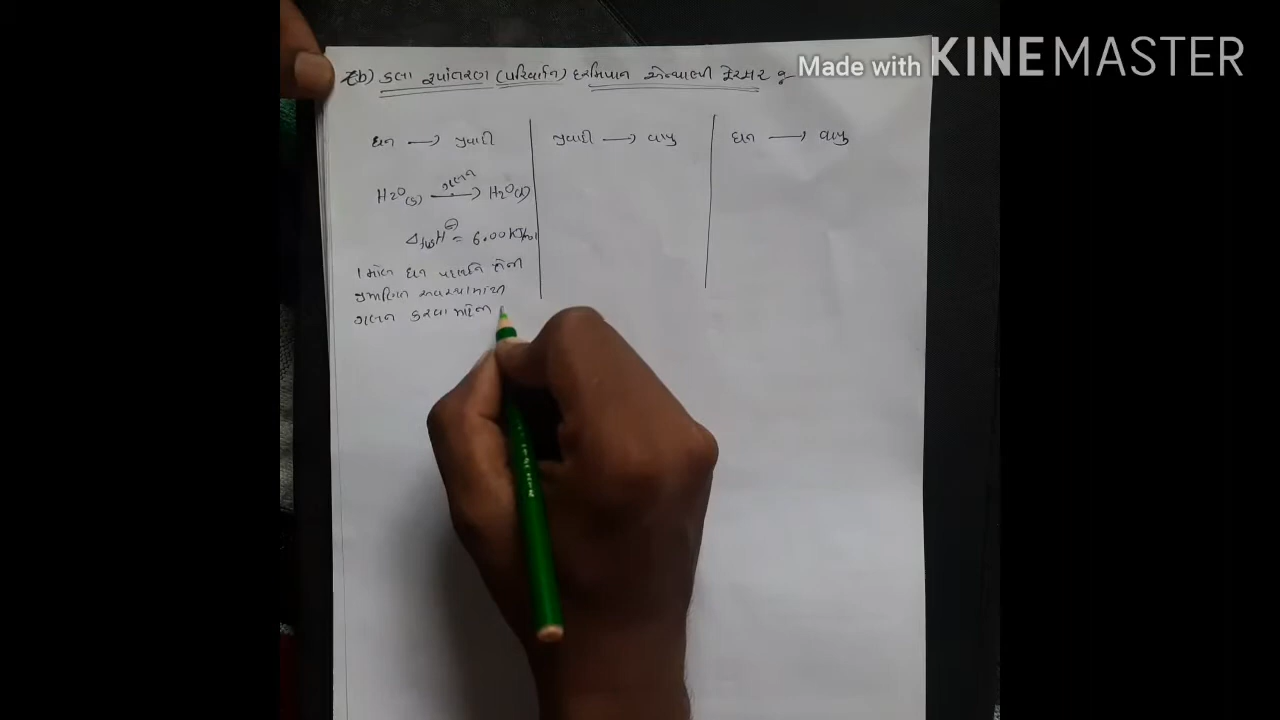 Made with KINEMASTER
(b) કલા રૂપાંતરણ (પરિવર્તન) દરમિયાન એન્થાલ્પી ફેરફાર
ઘન → પ્રવાહી
H2O(s) ગલન → H2O(l)
ΔfusH⊖ = 6.00 KJ/mol
1 મોલ ઘન પદાર્થને તેની
પ્રમાણિત અવસ્થામાંથી
ગલન કરવા માટેની
પ્રવાહી → વાયુ
ઘન → વાયુ